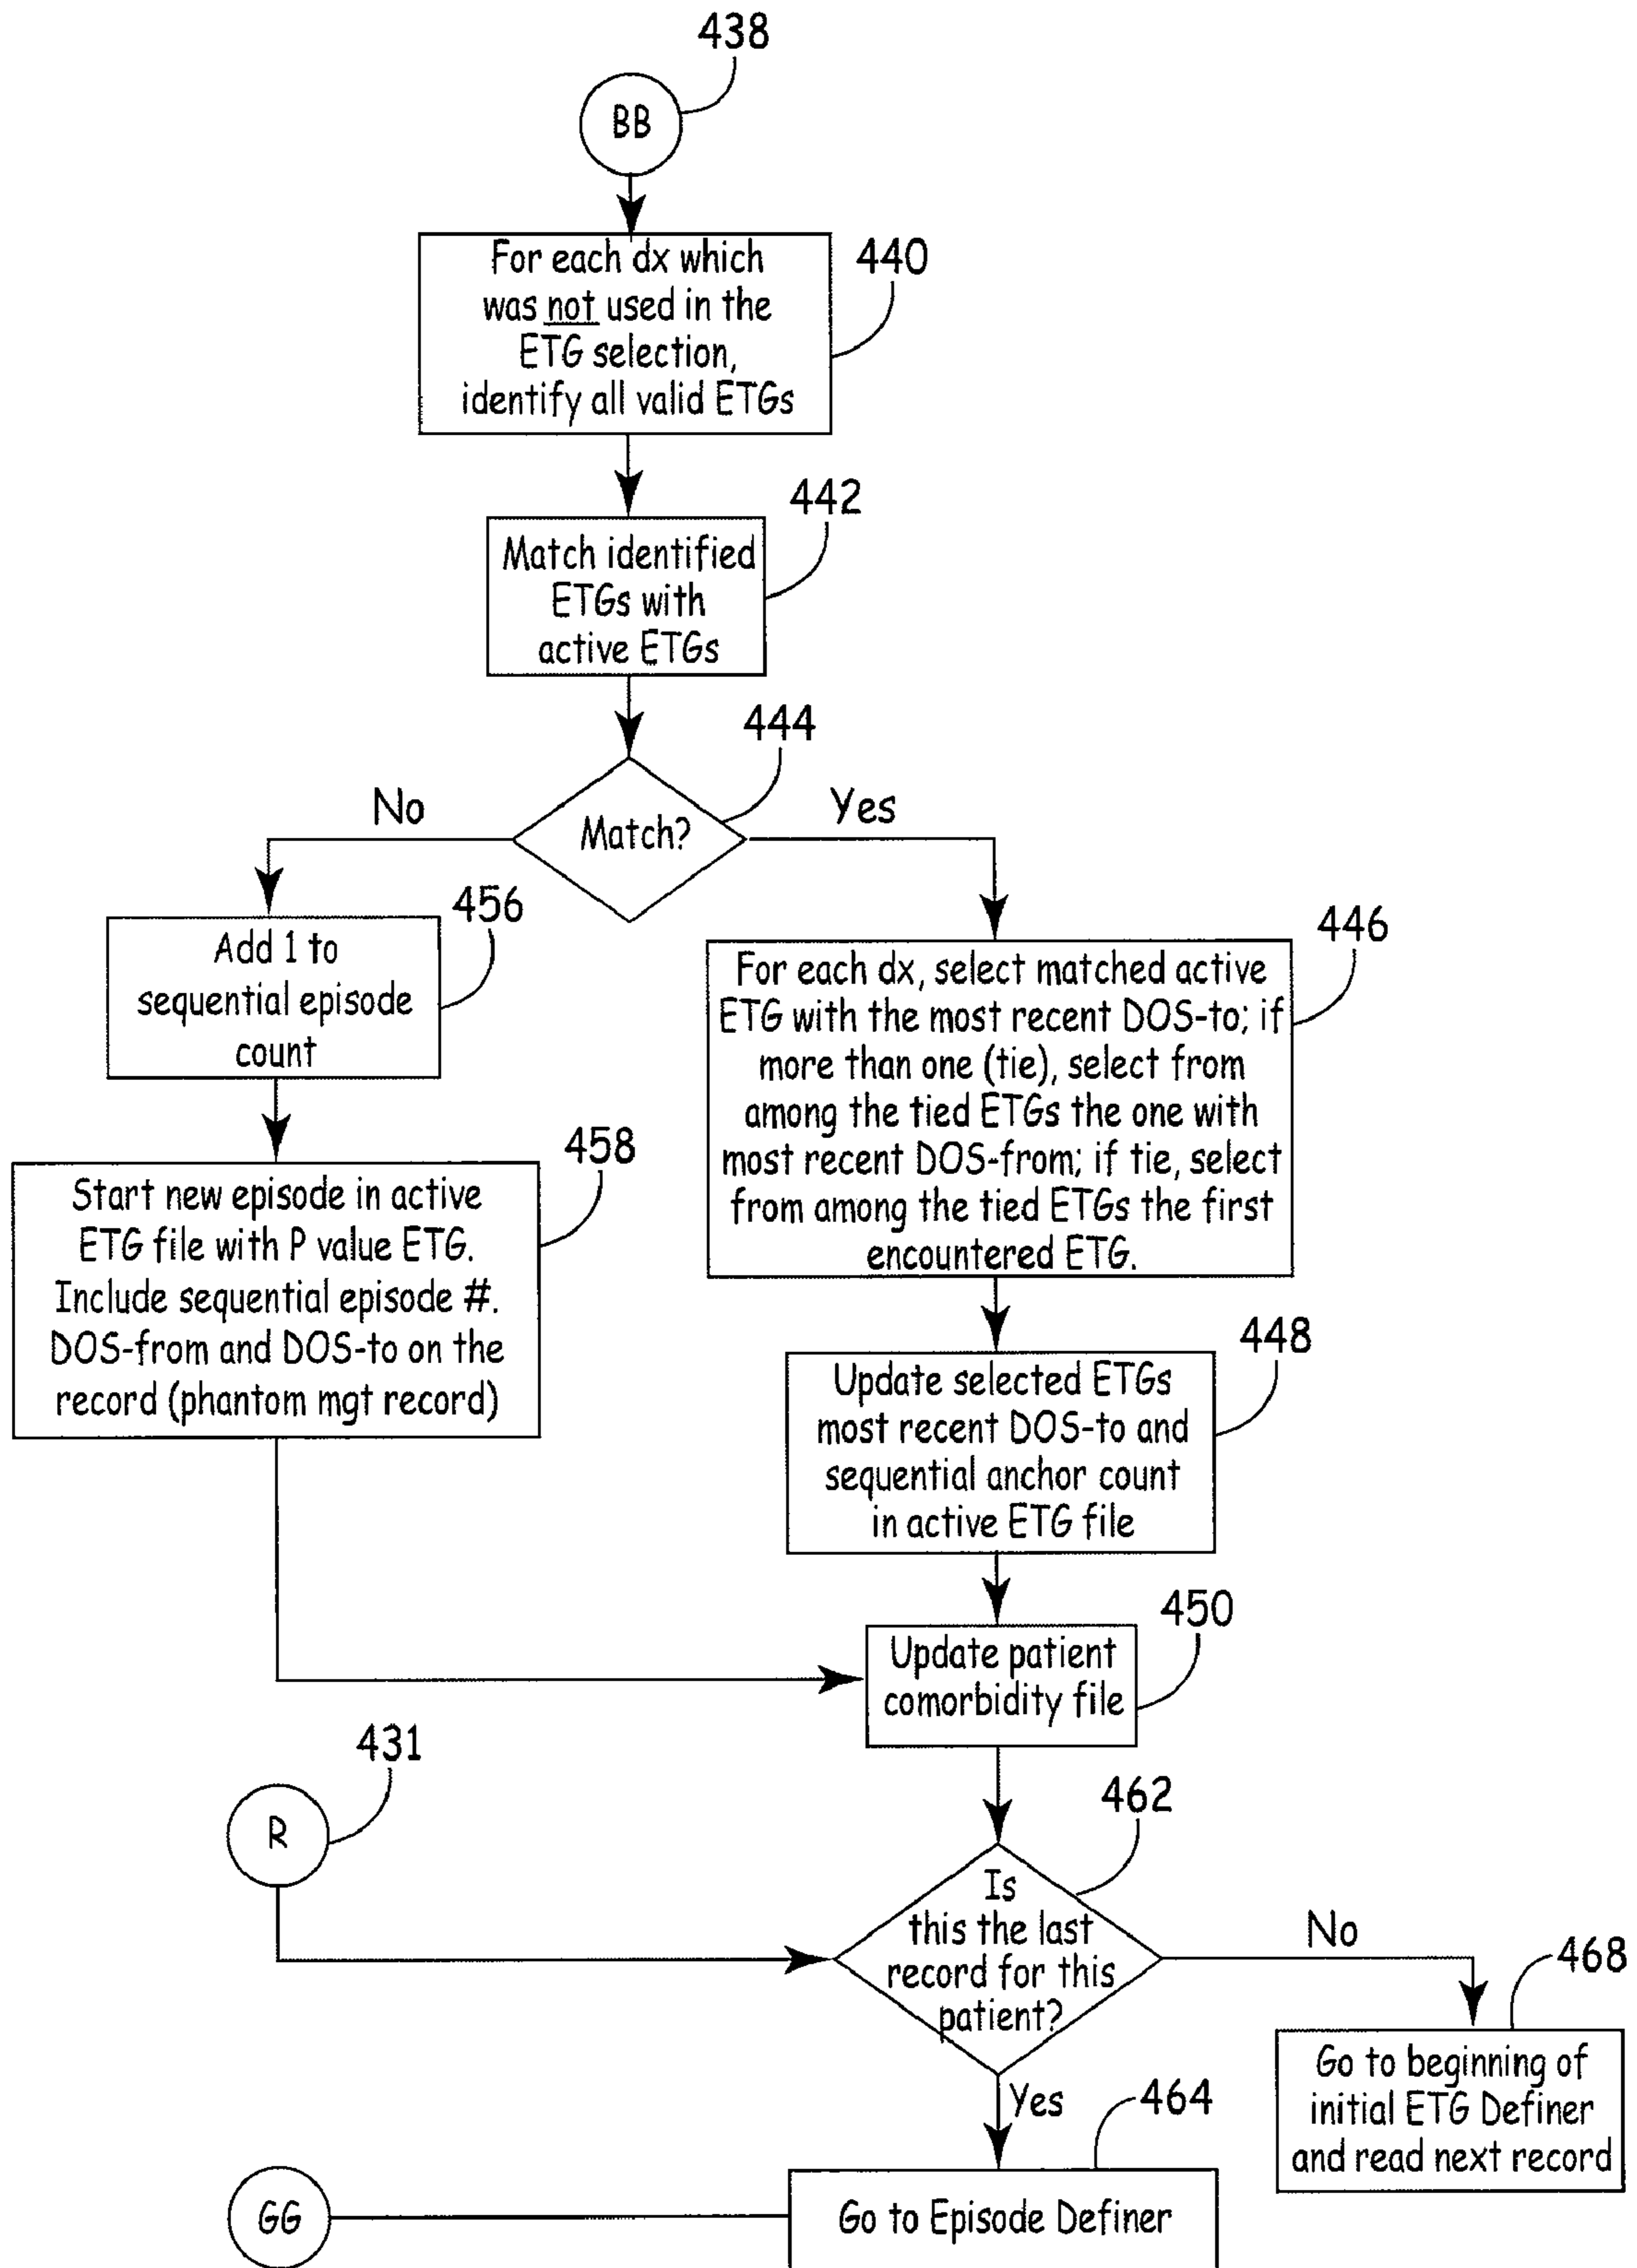 438
BB
For each dx which
was not used in the
ETG selection,
identify all valid ETGs
440
442
Match identified
ETGs with
active ETGs
444
No
Match?
Yes
456
Add 1 to
sequential episode
count
446
For each dx, select matched active
ETG with the most recent DOS-to; if
more than one (tie), select from
among the tied ETGs the one with
most recent DOS-from; if tie, select
from among the tied ETGs the first
encountered ETG.
458
Start new episode in active
ETG file with P value ETG.
Include sequential episode #.
DOS-from and DOS-to on the
record (phantom mgt record)
448
Update selected ETGs
most recent DOS-to and
sequential anchor count
in active ETG file
450
Update patient
comorbidity file
431
R
462
Is
this the last
record for this
patient?
No
468
Go to beginning of
initial ETG Definer
and read next record
Yes
464
GG
Go to Episode Definer